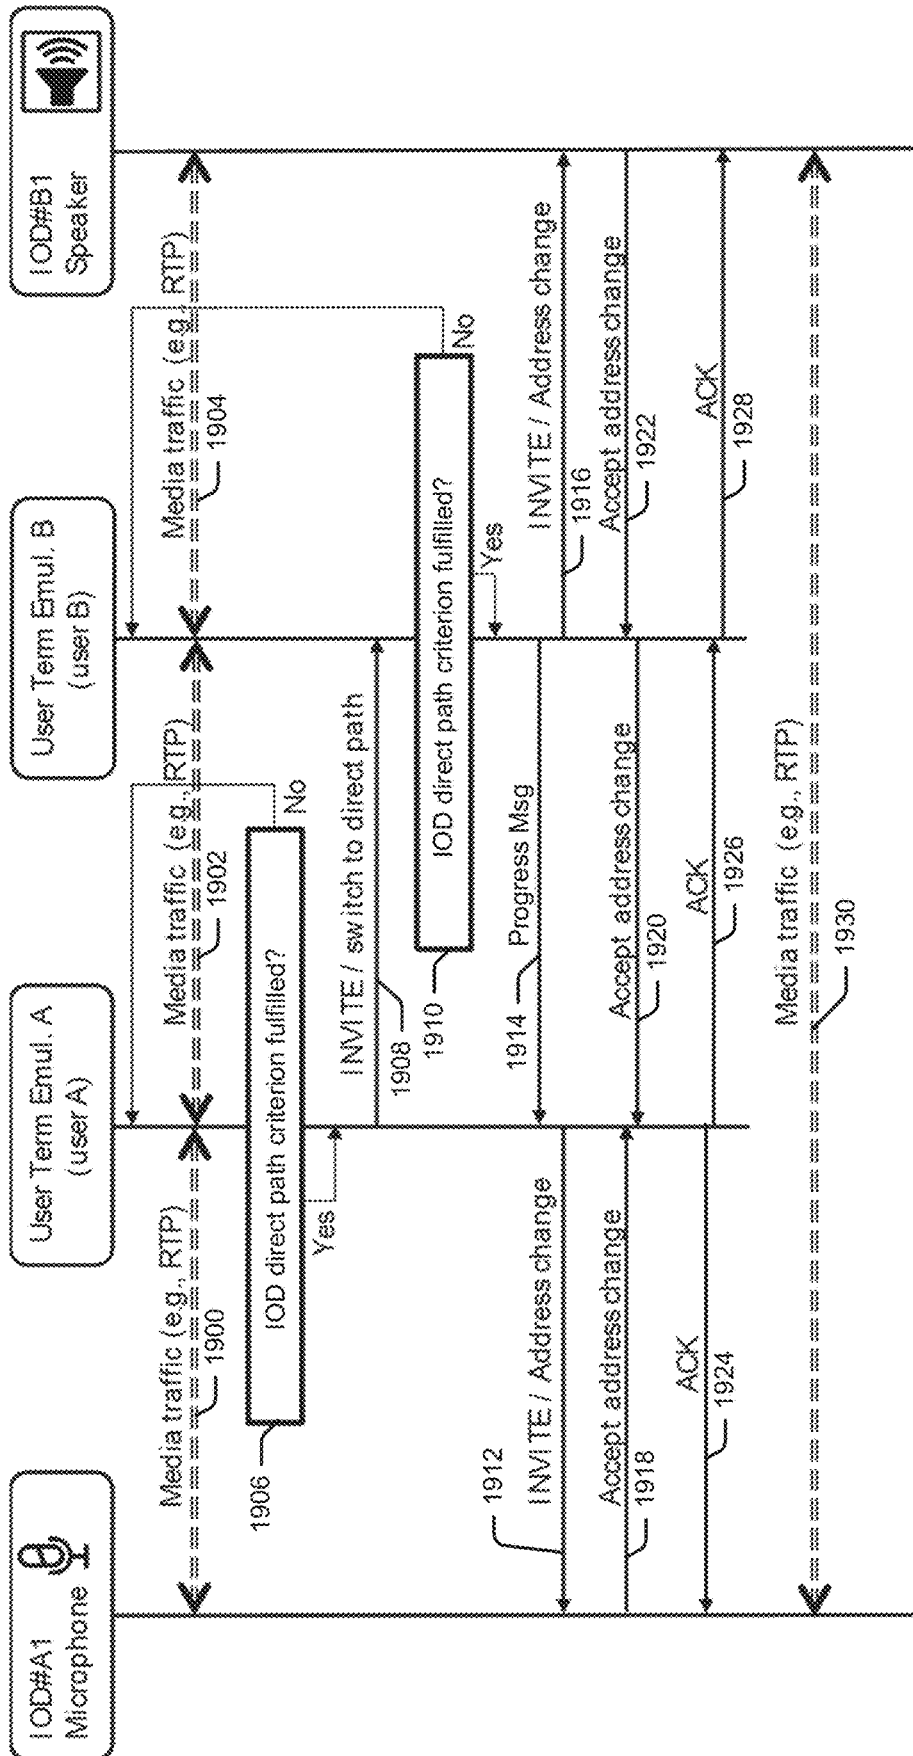 IOD#A1
Microphone
User Term Emul. A
(user A)
User Term Emul. B
(user B)
IOD#B1
Speaker
Media traffic (e.g., RTP)
1900
Media traffic (e.g., RTP)
1902
Media traffic (e.g., RTP)
1904
IOD direct path criterion fulfilled?
1906
No
Yes
INVITE / switch to direct path
1908
IOD direct path criterion fulfilled?
1910
No
Yes
Progress Msg
1914
1912
INVITE / Address change
INVITE / Address change
1916
Accept address change
1918
Accept address change
1920
Accept address change
1922
ACK
1924
ACK
1926
ACK
1928
Media traffic (e.g., RTP)
1930